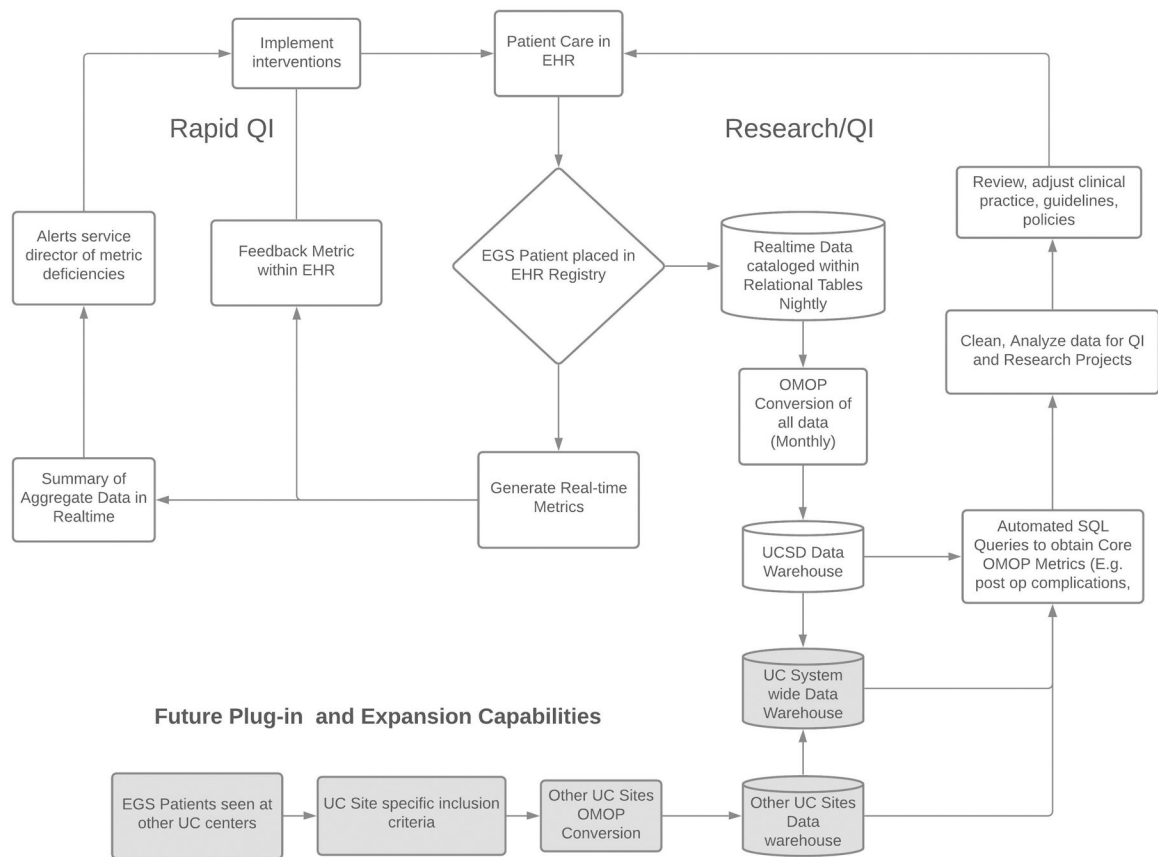 Implement
interventions
Patient Care in
EHR
Rapid QI
Research/QI
Alerts service
director of metric
deficiencies
Feedback Metric
within EHR
EGS Patient placed in
EHR Registry
Realtime Data
cataloged within
Relational Tables
Nightly
Review, adjust clinical
practice, guidelines,
policies
Clean, Analyze data for QI
and Research Projects
OMOP
Conversion of
all data
(Monthly)
Summary of
Aggregate Data in
Realtime
Generate Real-time
Metrics
UCSD Data
Warehouse
Automated SQL
Queries to obtain Core
OMOP Metrics (E.g.
post op complications,
UC System
wide Data
Warehouse
Future Plug-in and Expansion Capabilities
EGS Patients seen at
other UC centers
UC Site specific inclusion
criteria
Other UC Sites
OMOP
Conversion
Other UC Sites
Data
warehouse